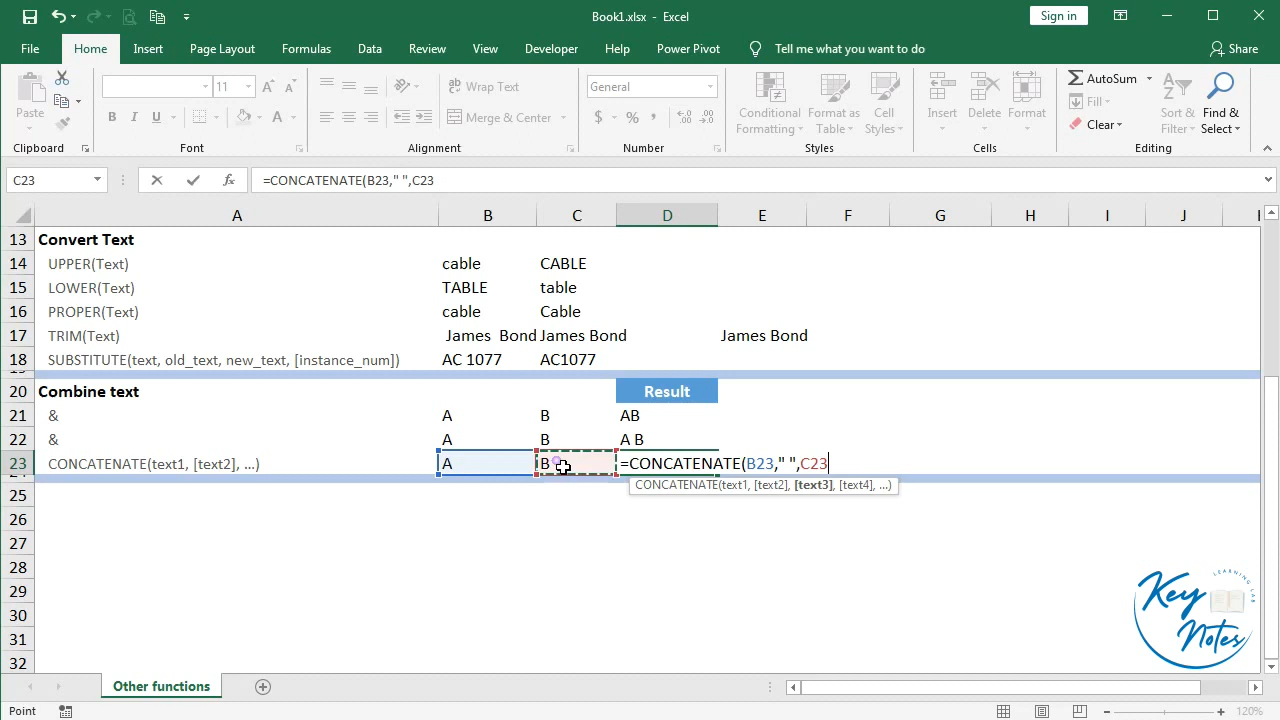 Book1.xlsx - Excel
Sign in
File Home Insert Page Layout Formulas Data Review View Developer Help Power Pivot Tell me what you want to do Share
Paste
Clipboard
11 A A
B I U A
Font
ab Wrap Text
Merge & Center
Alignment
General
$ % , .00
Number
Conditional Formatting
Format as Table
Cell Styles
Styles
Insert Delete Format
Cells
AutoSum
Fill
Clear
Sort & Filter
Find & Select
Editing
C23 fx =CONCATENATE(B23," ",C23
A B C D E F G H I J
13 Convert Text
14 UPPER(Text) cable CABLE
15 LOWER(Text) TABLE table
16 PROPER(Text) cable Cable
17 TRIM(Text) James  Bond James Bond James Bond
18 SUBSTITUTE(text, old_text, new_text, [instance_num]) AC 1077 AC1077
20 Combine text Result
21 & A B AB
22 & A B A B
23 CONCATENATE(text1, [text2], ...) A B =CONCATENATE(B23," ",C23
CONCATENATE(text1, [text2], [text3], [text4], ...)
25
26
27
28
29
30
31
32
LEARNING LAB
Key
Notes
Other functions
Point
120%